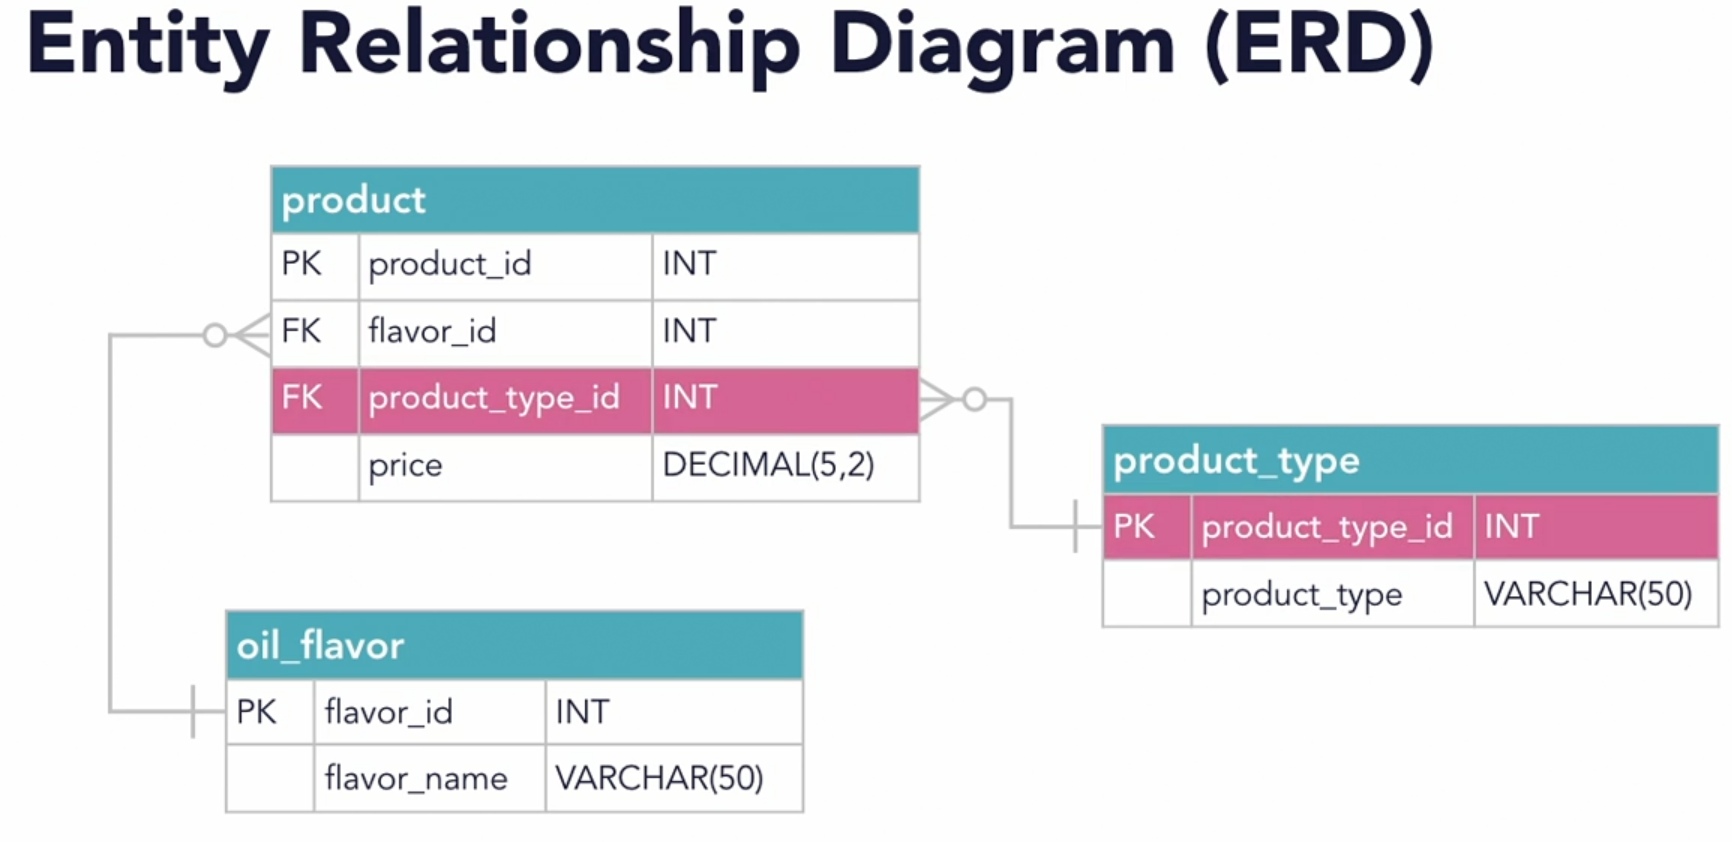 Entity Relationship Diagram (ERD)
product
PK product_id INT
FK flavor_id INT
FK product_type_id INT
price DECIMAL(5,2)
product_type
PK product_type_id INT
product_type VARCHAR(50)
oil_flavor
PK flavor_id INT
flavor_name VARCHAR(50)